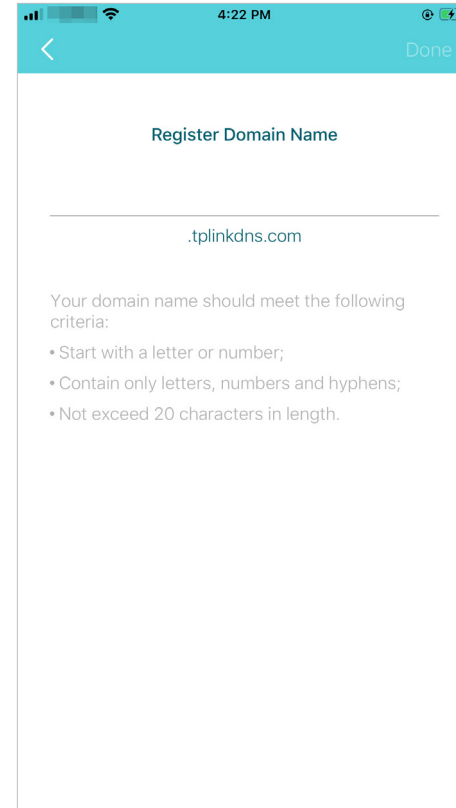 4:22 PM
Done
Register Domain Name
.tplinkdns.com
Your domain name should meet the following
criteria:
• Start with a letter or number;
• Contain only letters, numbers and hyphens;
• Not exceed 20 characters in length.